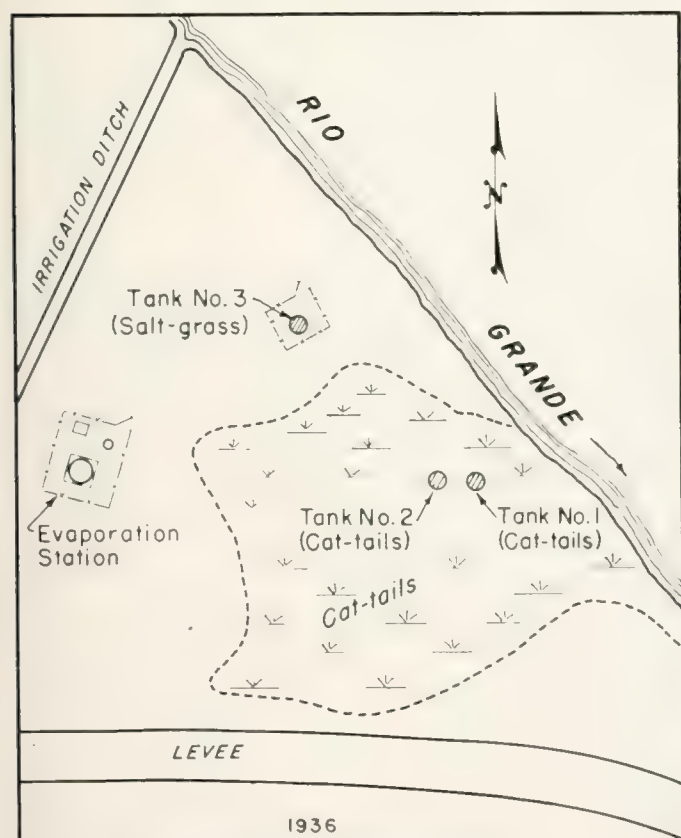 RIO
IRRIGATION DITCH
N
Tank No. 3
(Salt-grass)
GRANDE
Tank No. 2
(Cat-tails)
Tank No. 1
(Cat-tails)
Evaporation
Station
Cat-tails
LEVEE
1936